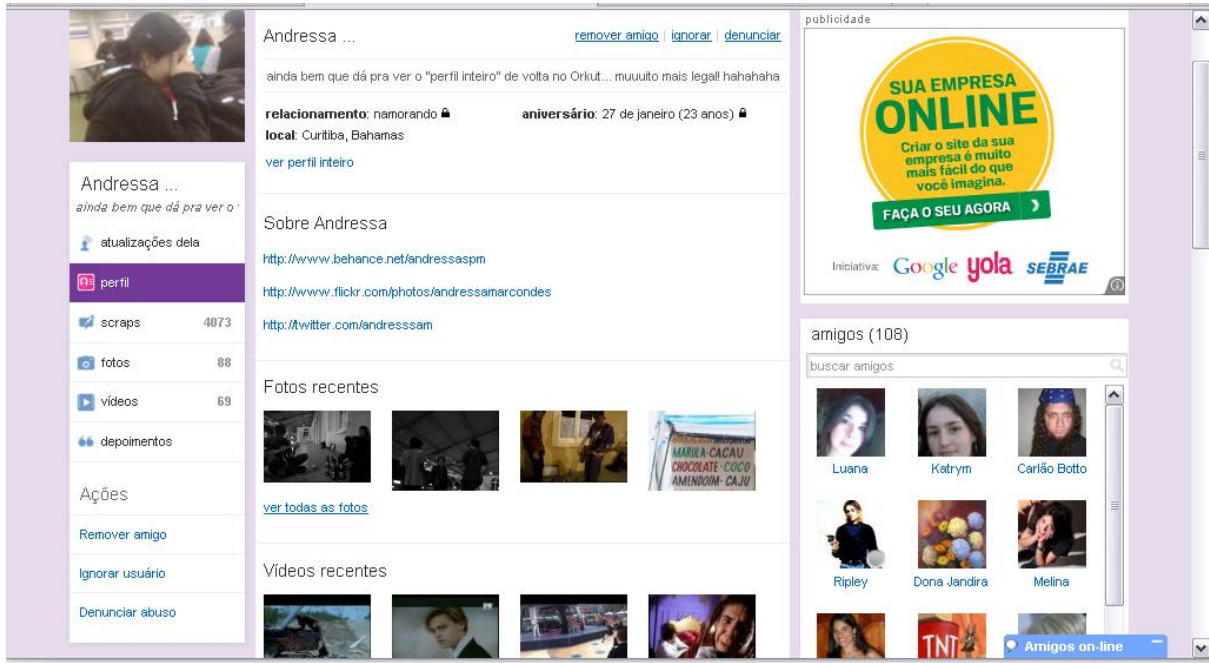 Andressa ...
ainda bem que dá pra ver o
atualizações dela
perfil
scraps 4073
fotos 88
vídeos 69
depoimentos
Ações
Remover amigo
Ignorar usuário
Denunciar abuso
Andressa ... remover amigo | ignorar | denunciar
ainda bem que dá pra ver o "perfil inteiro" de volta no Orkut... muuuito mais legal! hahahaha
relacionamento: namorando aniversário: 27 de janeiro (23 anos)
local: Curitiba, Bahamas
ver perfil inteiro
Sobre Andressa
http://www.behance.net/andressaspm
http://www.flickr.com/photos/andressamarcondes
http://twitter.com/andresssam
Fotos recentes
MARULA-CACAU
CHOCOLATE-COCO
AMENDOIM-CAJU
ver todas as fotos
Vídeos recentes
publicidade
SUA EMPRESA
ONLINE
Criar o site da sua
empresa é muito
mais fácil do que
você imagina.
FAÇA O SEU AGORA
Iniciativa: Google yola SEBRAE
amigos (108)
buscar amigos
Luana Katrym Carlão Botto
Ripley Dona Jandira Melina
TNT
Amigos on-line